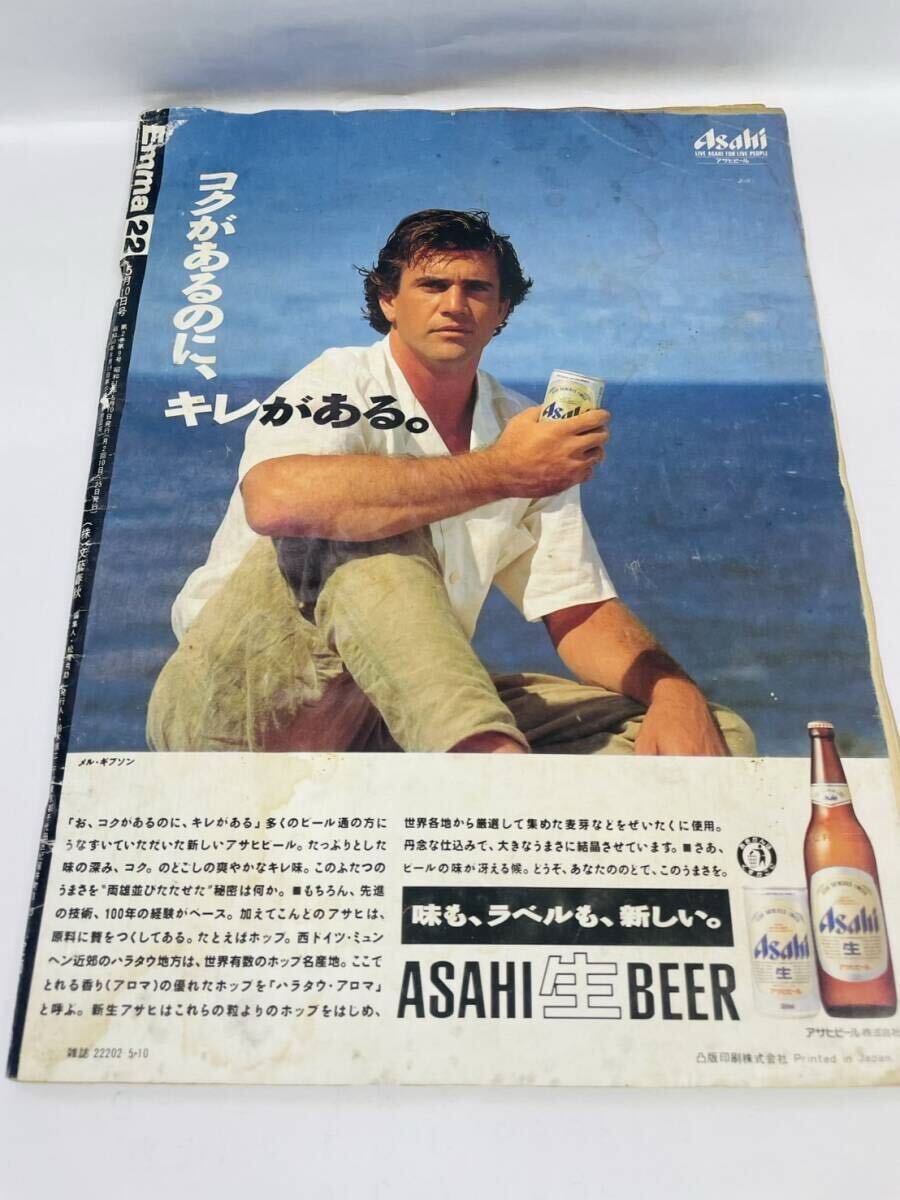 Emma 22
5月10日号
Asahi
LIVE ASAHI FOR LIVE PEOPLE
アサヒビール
コクがあるのに、
キレがある。
Asahi
メル・ギブソン
「お、コクがあるのに、キレがある」多くのビール通の方に
うなずいていただいた新しいアサヒビール。たっぷりとした
味の深み、コク。のどこしの爽やかなキレ味。このふたつの
うまさを“両雄並びたたせた”秘密は何か。■もちろん、先進
の技術、100年の経験がベース。加えてこんどのアサヒは、
原料に贅をつくしてある。たとえばホップ。西ドイツ・ミュン
ヘン近郊のハラタウ地方は、世界有数のホップ名産地。ここで
とれる香り(アロマ)の優れたホップを「ハラタウ・アロマ」
と呼ぶ。新生アサヒはこれらの粒よりのホップをはじめ、
世界各地から厳選して集めた麦芽などをぜいたくに使用。
丹念な仕込みで、大きなうまさに結晶させています。■さあ、
ビールの味が冴える候。どうぞ、あなたののどで、このうまさを。
味も、ラベルも、新しい。
ASAHI生BEER
Asahi
生
アサヒビール
Asahi
生
アサヒビール
アサヒビール株式会社
雑誌 22202 5-10
凸版印刷株式会社 Printed in Japan